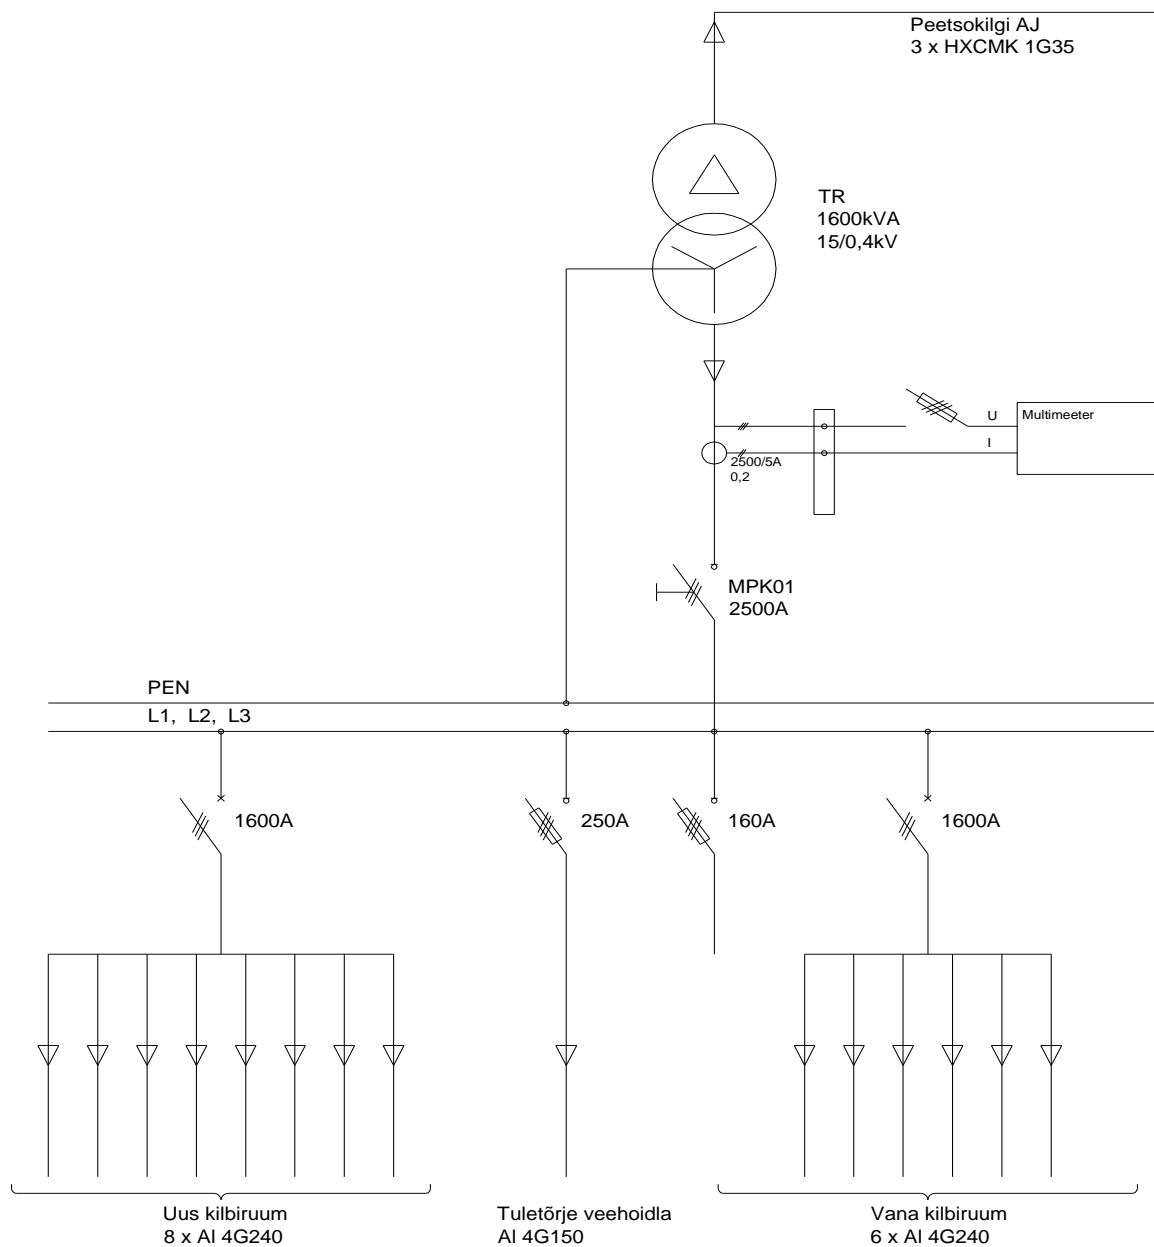 Peetsokilgi AJ
3 x HXCMK 1G35
TR
1600kVA
15/0,4kV
U
Multimeeter
I
2500/5A
0,2
MPK01
2500A
PEN
L1, L2, L3
1600A
250A
160A
1600A
Uus kilbiruum
8 x Al 4G240
Tuletõrje veehoidla
Al 4G150
Vana kilbiruum
6 x Al 4G240